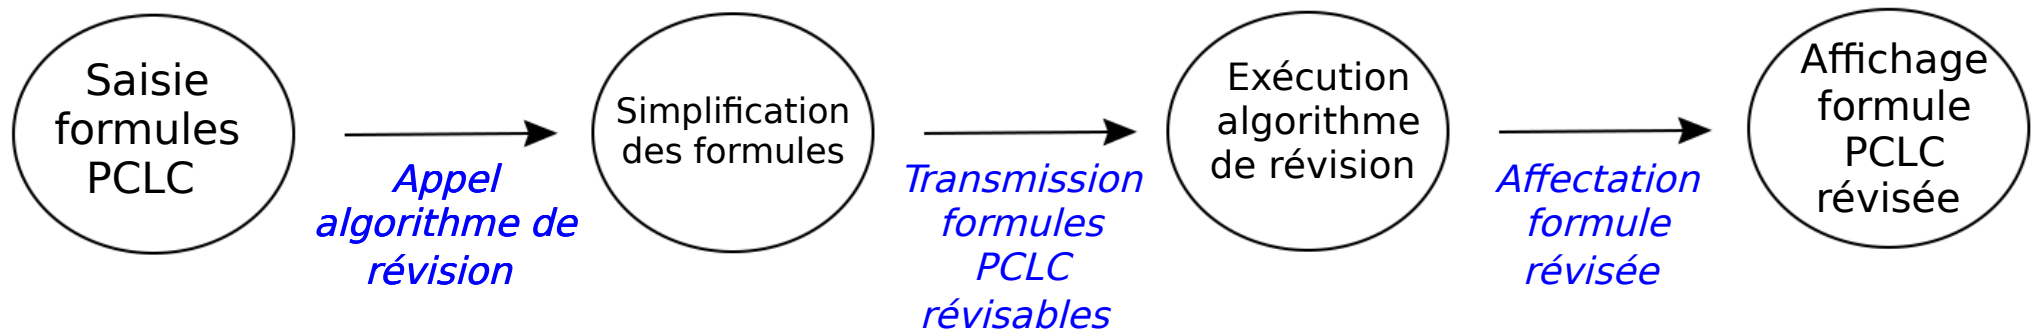 Saisie
formules
PCLC
Appel
algorithme de
révision
Simplification
des formules
Transmission
formules
PCLC
révisables
Exécution
algorithme
de révision
Affectation
formule
révisée
Affichage
formule
PCLC
révisée